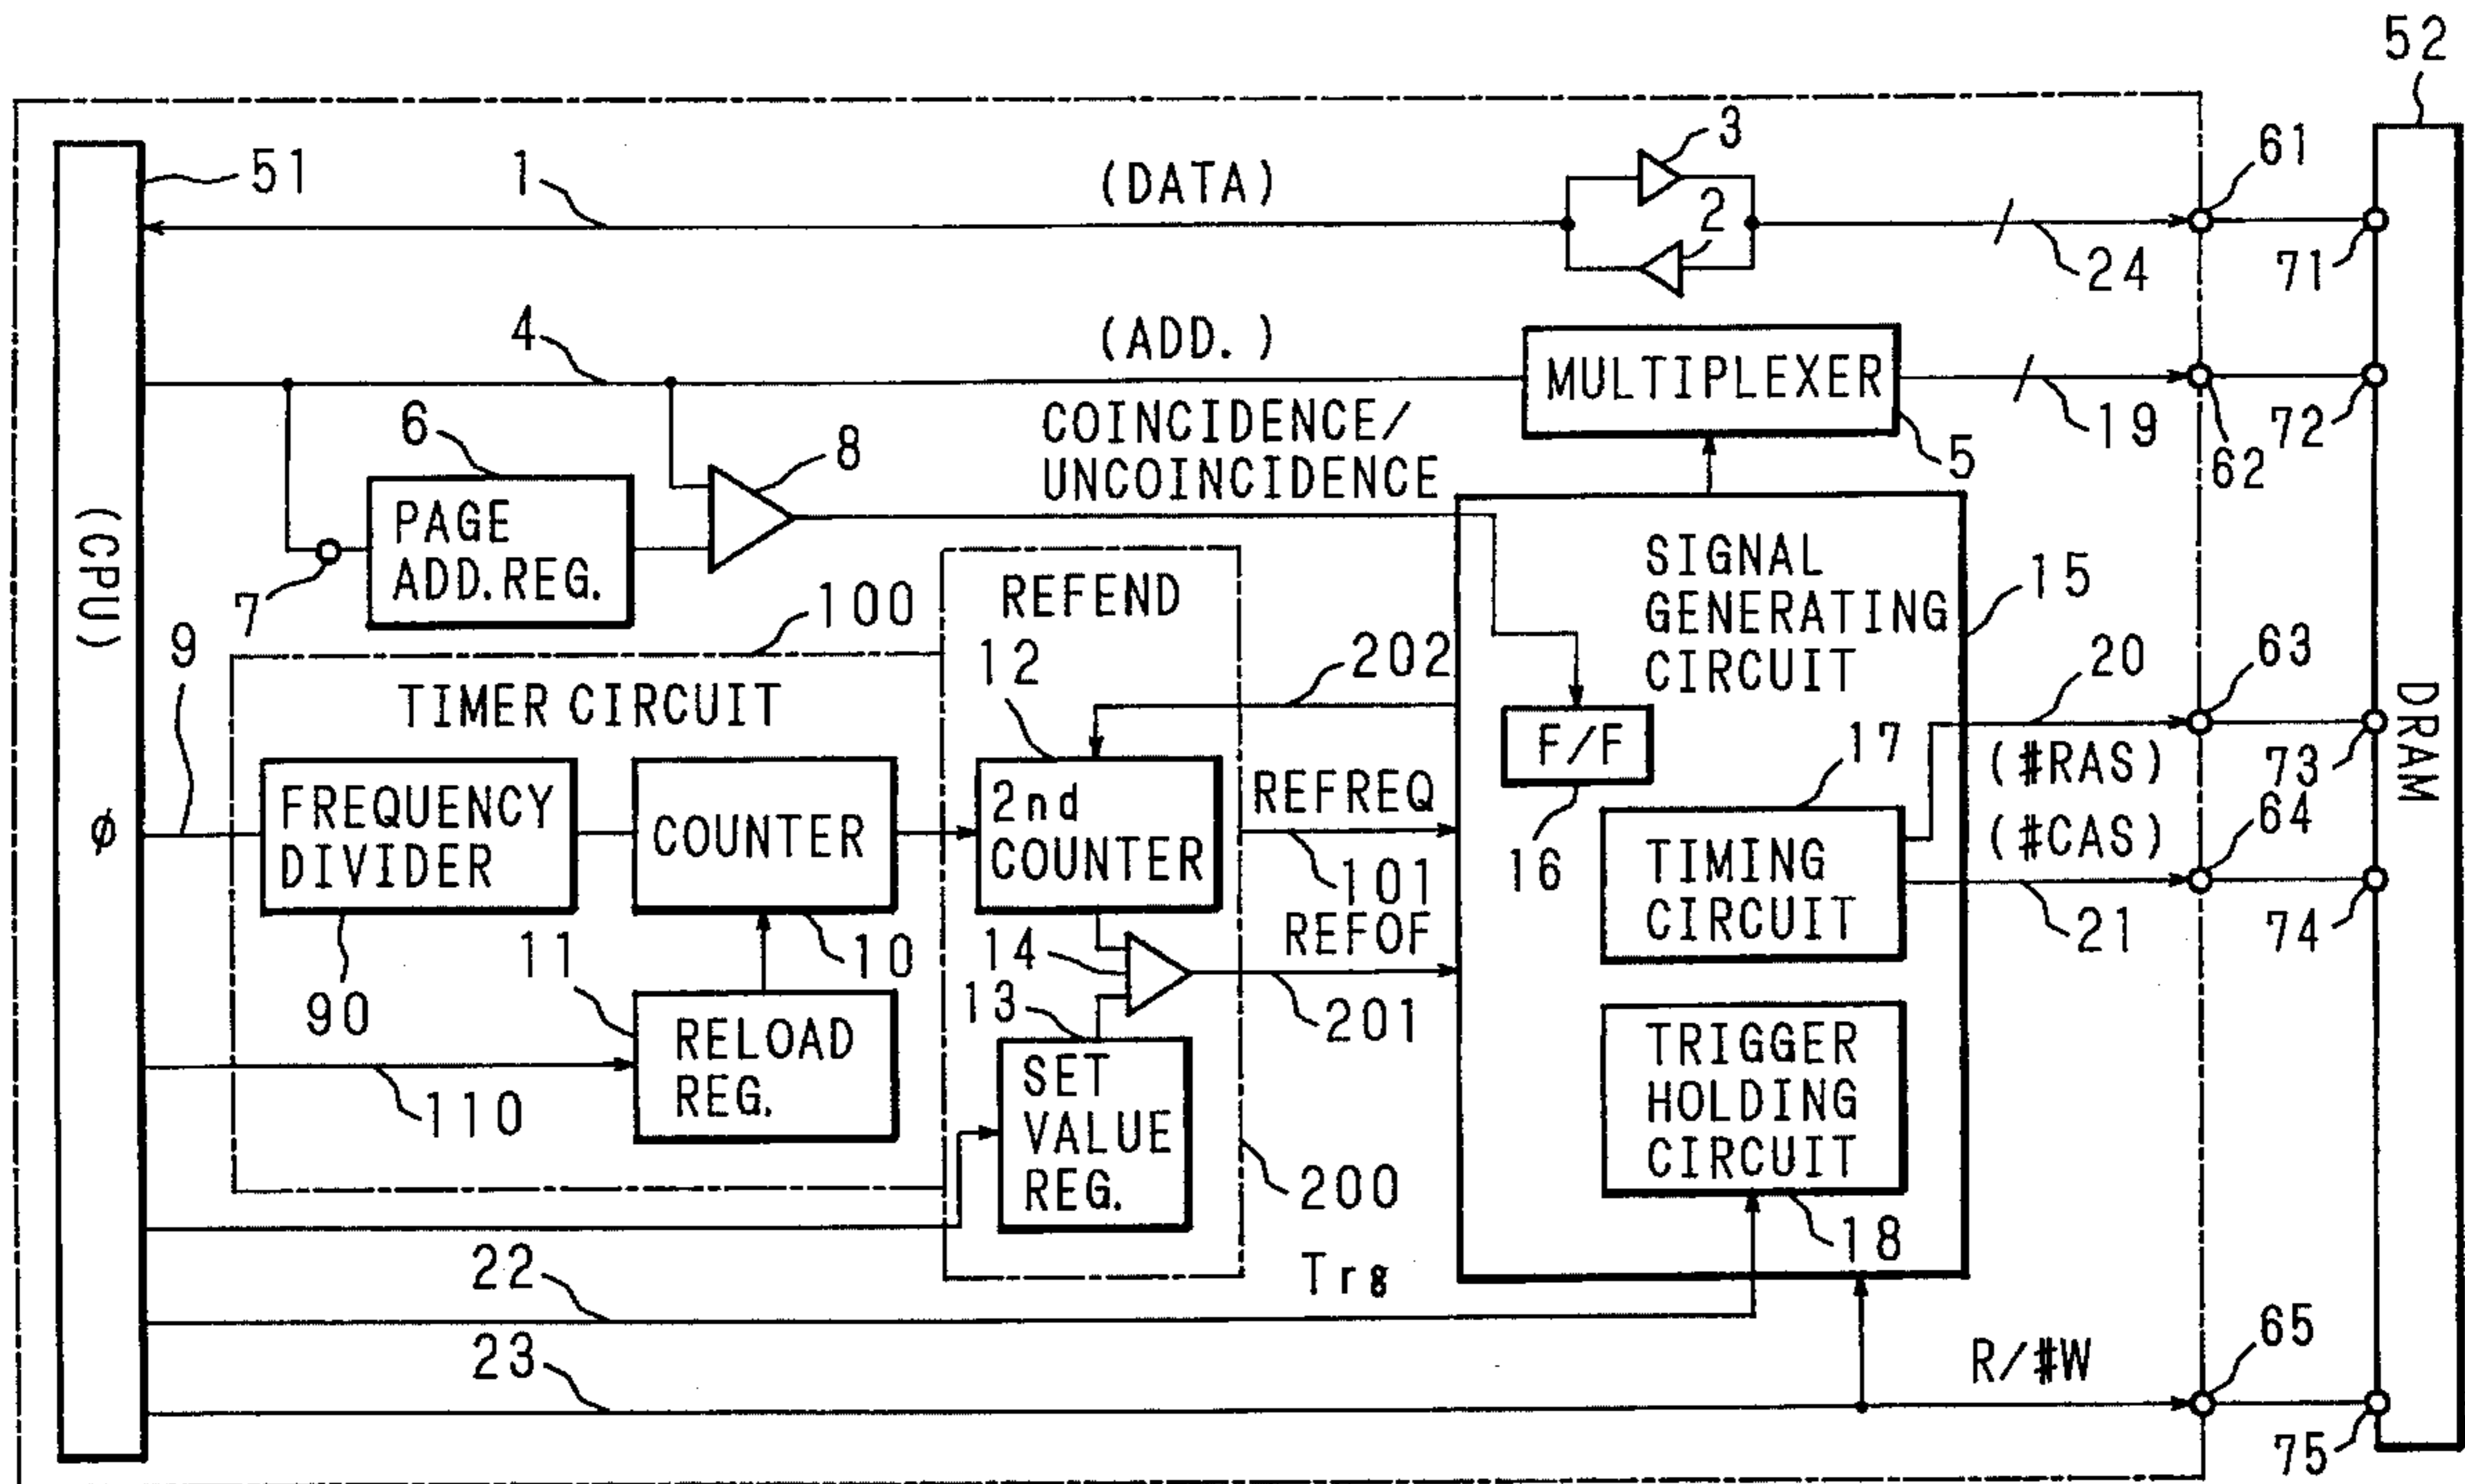 52
3
61
51
1
(DATA)
2
24
71
4
(ADD. )
MULTIPLEXER
6
8
COINCIDENCE/
UNCOINCIDENCE
5
19
62
72
(CPU)
PAGE
ADD.REG.
7
100
REFEND
SIGNAL
GENERATING
CIRCUIT
15
9
12
202
20
63
TIMER CIRCUIT
F/F
16
17
(#RAS)
73
DRAM
ø
FREQUENCY
DIVIDER
COUNTER
2nd
COUNTER
REFREQ
101
TIMING
CIRCUIT
(#CAS)
64
90
11
10
14
REFOF
21
74
13
201
RELOAD
REG.
SET
VALUE
REG.
TRIGGER
HOLDING
CIRCUIT
110
200
18
22
Trg
23
R/#W
65
75